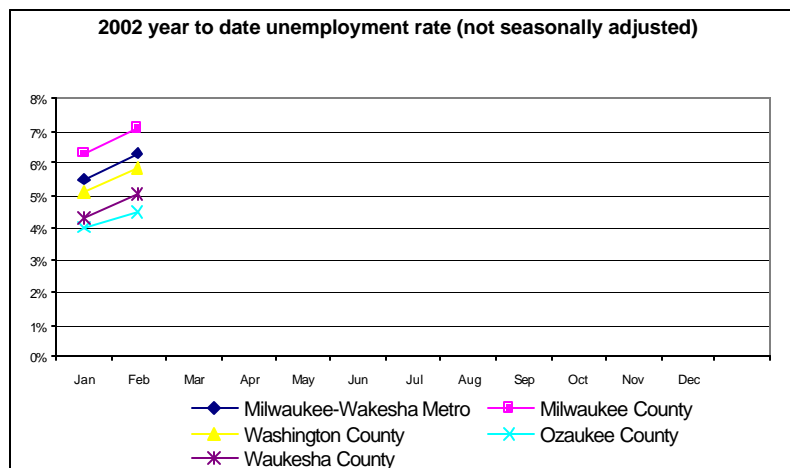 2002 year to date unemployment rate (not seasonally adjusted)
8%
7%
6%
5%
4%
3%
2%
1%
0%
Jan Feb Mar Apr May Jun Jul Aug Sep Oct Nov Dec
Milwaukee-Wakesha Metro Milwaukee County
Washington County Ozaukee County
Waukesha County